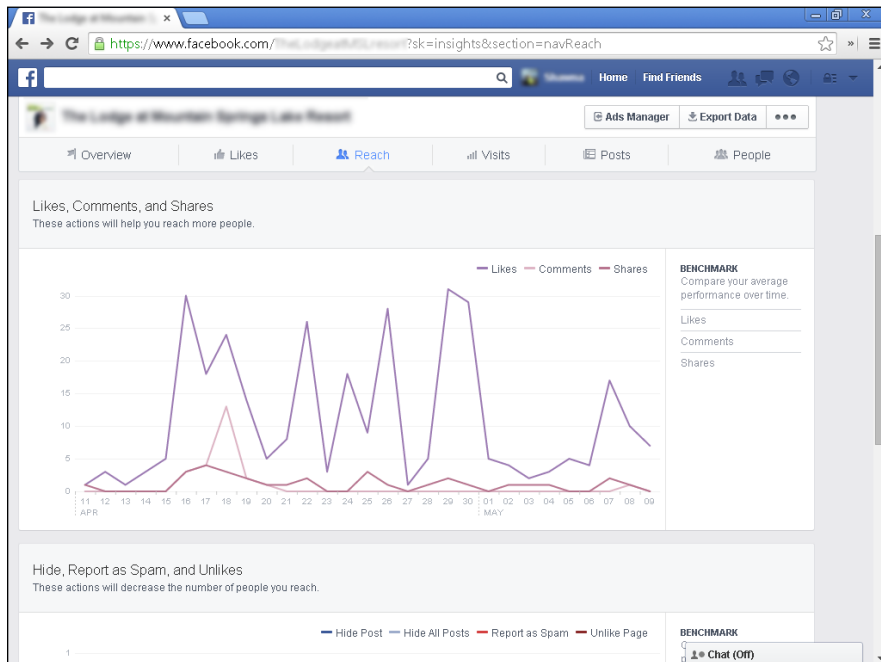 https://www.facebook.com/ ?sk=insights&section=navReach
Home Find Friends
Ads Manager Export Data
Overview Likes Reach Visits Posts People
Likes, Comments, and Shares
These actions will help you reach more people.
Likes Comments Shares
BENCHMARK
Compare your average
performance over time.
Likes
Comments
Shares
30
25
20
15
10
5
0
11 12 13 14 15 16 17 18 19 20 21 22 23 24 25 26 27 28 29 30 01 02 03 04 05 06 07 08 09
APR MAY
Hide, Report as Spam, and Unlikes
These actions will decrease the number of people you reach.
Hide Post Hide All Posts Report as Spam Unlike Page
BENCHMARK
1
Chat (Off)